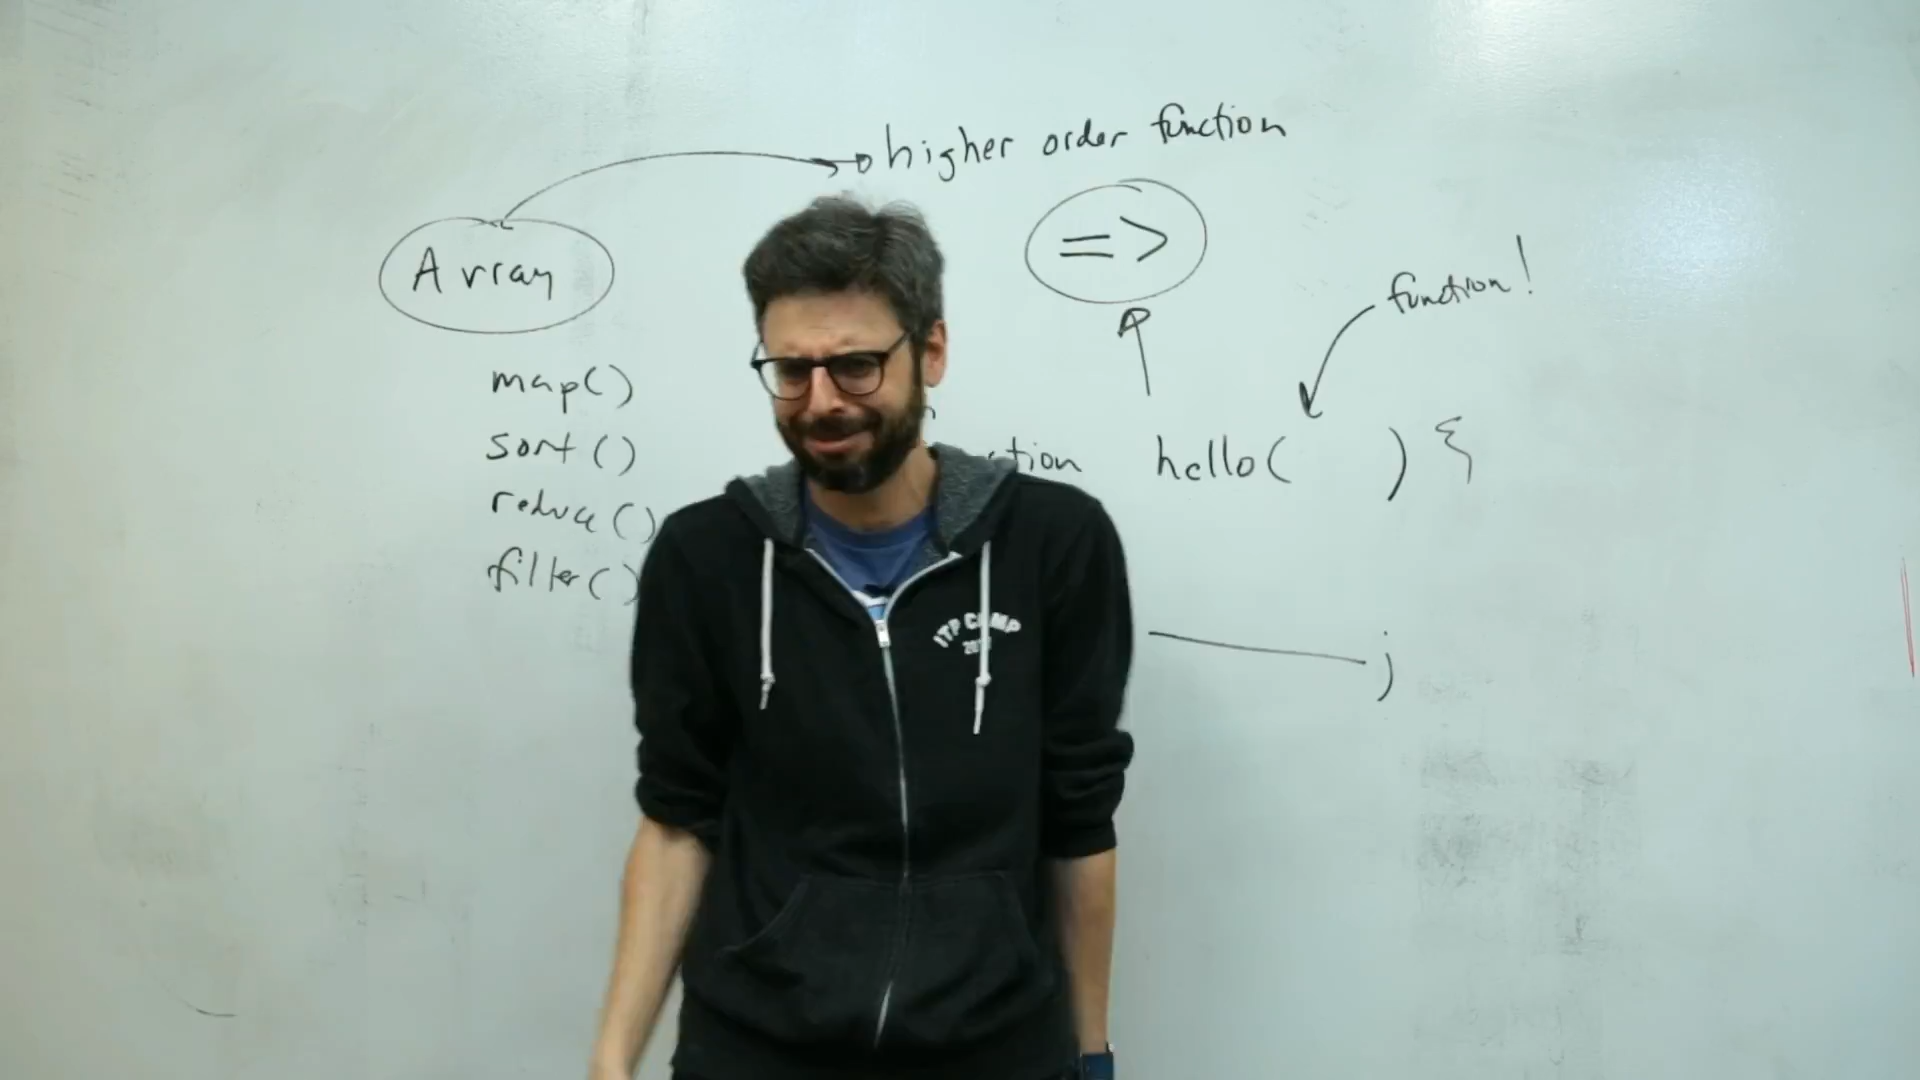 higher order function
=>
Array
function!
map()
sort()
hello( ) {
reduce()
filter()
ITP CAMP
;